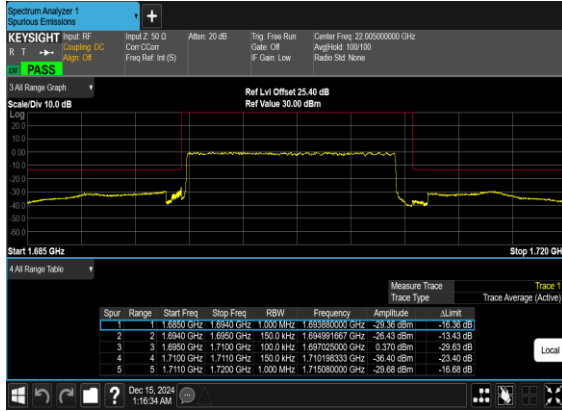 Spectrum Analyzer 1
Spurious Emissions
+
KEYSIGHT Input: RF Input Z: 50 Ω Atten: 20 dB Trig: Free Run Center Freq: 22.005000000 GHz
R T Coupling: DC Corr CCorr Gate: Off Avg|Hold: 100/100
Align: Off Freq Ref: Int (S) IF Gain: Low Radio Std: None
PASS
3 All Range Graph Ref Lvl Offset 25.40 dB
Scale/Div 10.0 dB Ref Value 30.00 dBm
Log
20.0
10.0
0.00
-10.0
-20.0
-30.0
-40.0
-50.0
-60.0
Start 1.685 GHz Stop 1.720 GH
4 All Range Table
Measure Trace Trace 1
Trace Type Trace Average (Active)
Spur Range Start Freq Stop Freq RBW Frequency Amplitude ΔLimit
1 1 1.6850 GHz 1.6940 GHz 1.000 MHz 1.693880000 GHz -29.36 dBm -16.36 dB
2 2 1.6940 GHz 1.6950 GHz 150.0 kHz 1.694991667 GHz -26.43 dBm -13.43 dB
3 3 1.6950 GHz 1.7100 GHz 100.0 kHz 1.697025000 GHz 0.370 dBm -29.63 dB
4 4 1.7100 GHz 1.7110 GHz 150.0 kHz 1.710198333 GHz -36.40 dBm -23.40 dB
5 5 1.7110 GHz 1.7200 GHz 1.000 MHz 1.715080000 GHz -29.68 dBm -16.68 dB
Local
? Dec 15, 2024
1:16:34 AM